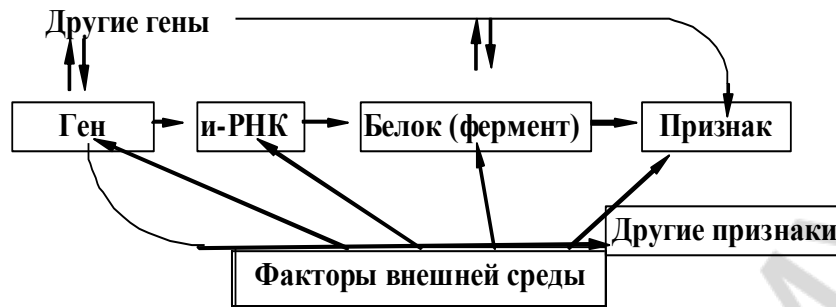 Другие гены
Ген
и-РНК
Белок (фермент)
Признак
Другие признаки
Факторы внешней среды